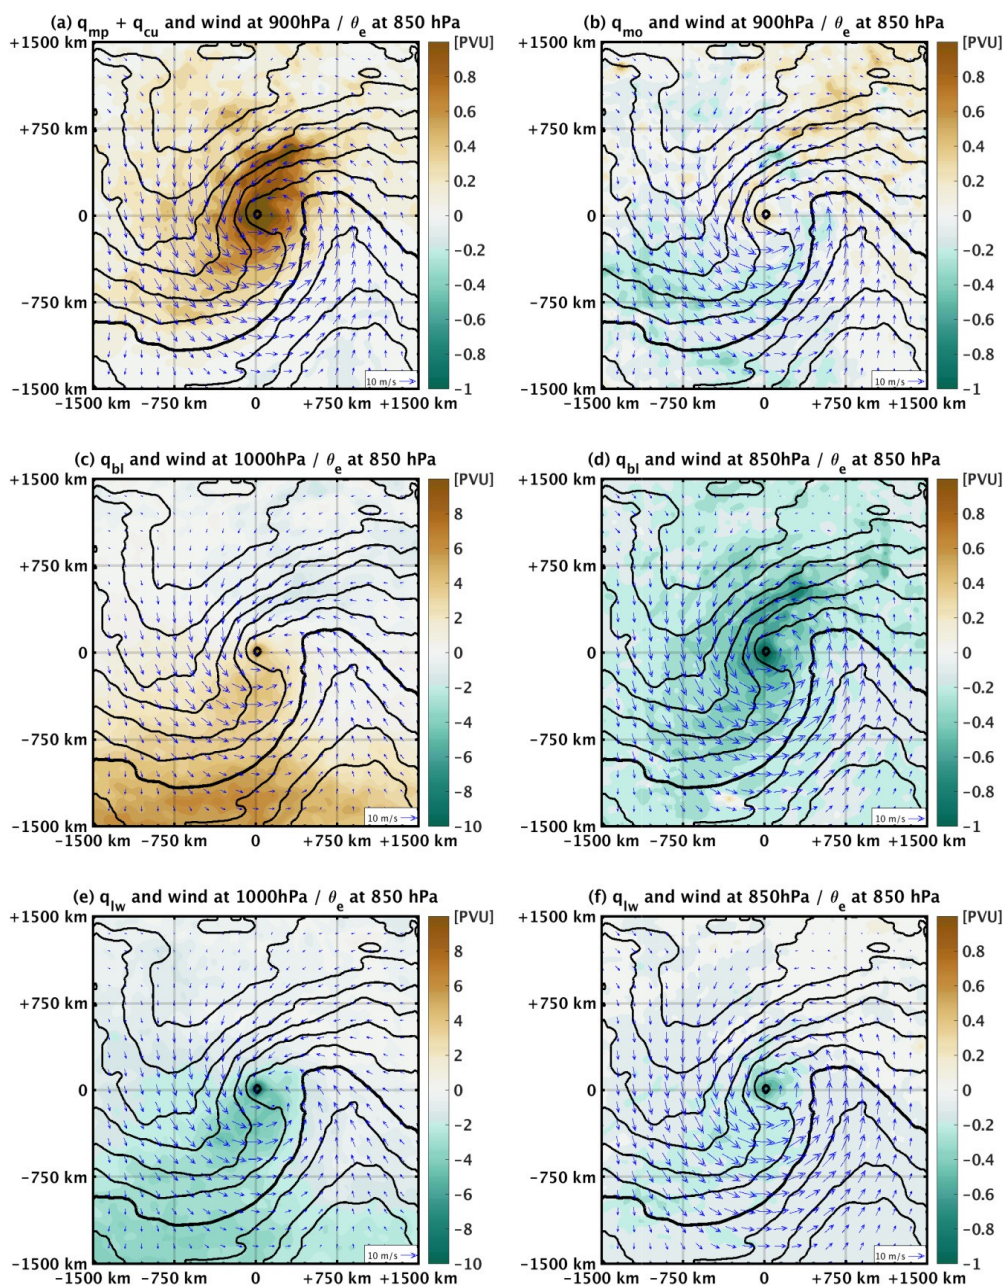 (a) q_mp + q_cu and wind at 900hPa / θ_e at 850 hPa
+1500 km
+750 km
0
-750 km
-1500 km
-1500 km -750 km 0 +750 km +1500 km
[PVU]
0.8
0.6
0.4
0.2
0
-0.2
-0.4
-0.6
-0.8
-1
10 m/s
(b) q_mo and wind at 900hPa / θ_e at 850 hPa
+1500 km
+750 km
0
-750 km
-1500 km
-1500 km -750 km 0 +750 km +1500 km
[PVU]
0.8
0.6
0.4
0.2
0
-0.2
-0.4
-0.6
-0.8
-1
10 m/s
(c) q_bl and wind at 1000hPa / θ_e at 850 hPa
+1500 km
+750 km
0
-750 km
-1500 km
-1500 km -750 km 0 +750 km +1500 km
[PVU]
8
6
4
2
0
-2
-4
-6
-8
-10
10 m/s
(d) q_bl and wind at 850hPa / θ_e at 850 hPa
+1500 km
+750 km
0
-750 km
-1500 km
-1500 km -750 km 0 +750 km +1500 km
[PVU]
0.8
0.6
0.4
0.2
0
-0.2
-0.4
-0.6
-0.8
-1
10 m/s
(e) q_lw and wind at 1000hPa / θ_e at 850 hPa
+1500 km
+750 km
0
-750 km
-1500 km
-1500 km -750 km 0 +750 km +1500 km
[PVU]
8
6
4
2
0
-2
-4
-6
-8
-10
10 m/s
(f) q_lw and wind at 850hPa / θ_e at 850 hPa
+1500 km
+750 km
0
-750 km
-1500 km
-1500 km -750 km 0 +750 km +1500 km
[PVU]
0.8
0.6
0.4
0.2
0
-0.2
-0.4
-0.6
-0.8
-1
10 m/s